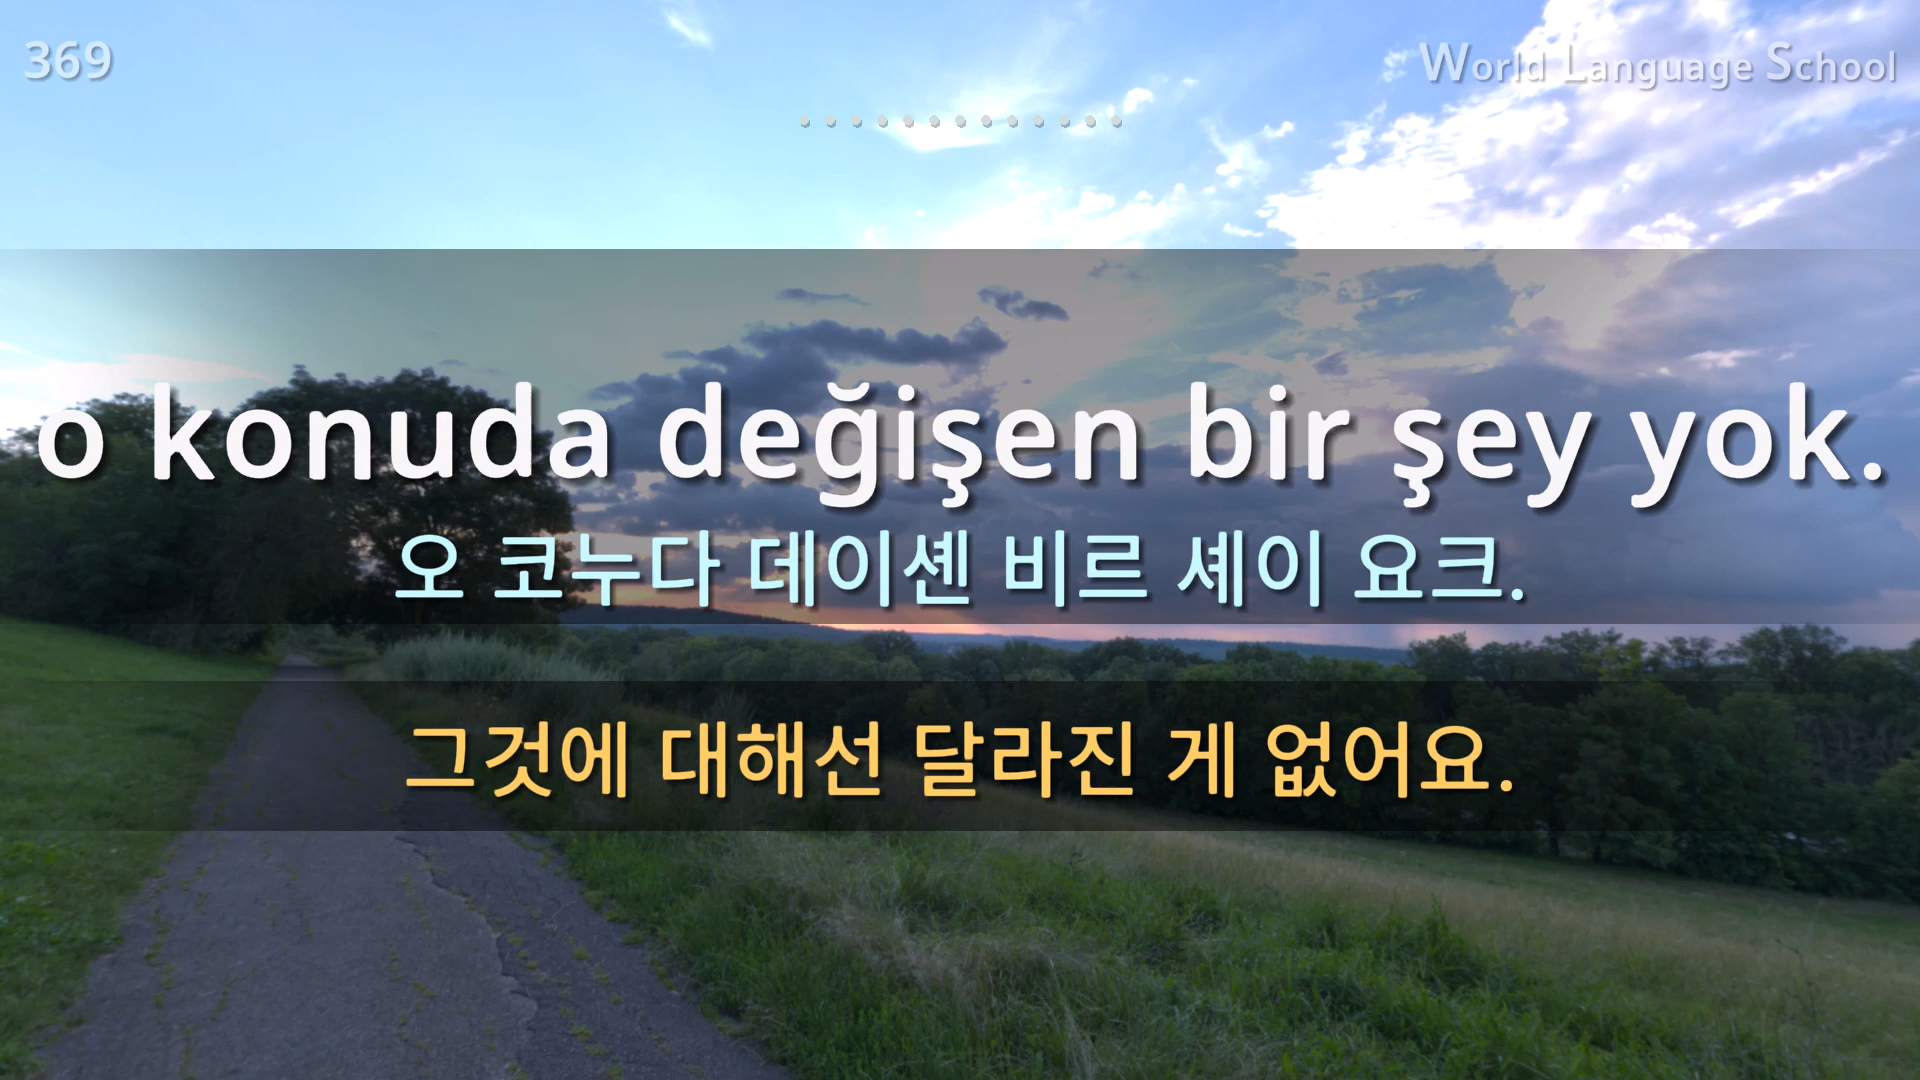 369
World Language School
.............
o konuda değişen bir şey yok.
오 코누다 데이셴 비르 셰이 요크.
그것에 대해선 달라진 게 없어요.